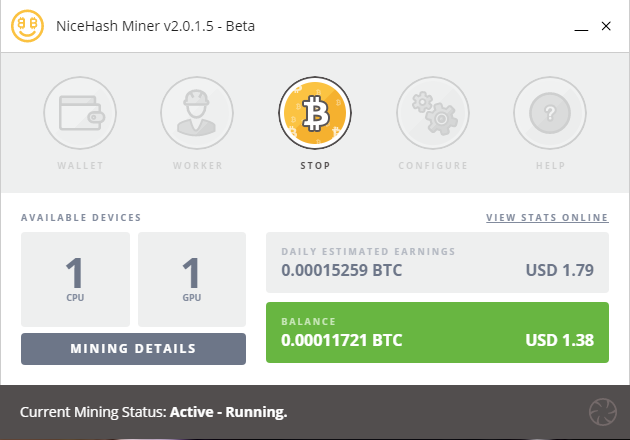 NiceHash Miner v2.0.1.5 - Beta
WALLET WORKER STOP CONFIGURE HELP
AVAILABLE DEVICES
VIEW STATS ONLINE
1 CPU
1 GPU
DAILY ESTIMATED EARNINGS
0.00015259 BTC USD 1.79
MINING DETAILS
BALANCE
0.00011721 BTC USD 1.38
Current Mining Status: Active - Running.